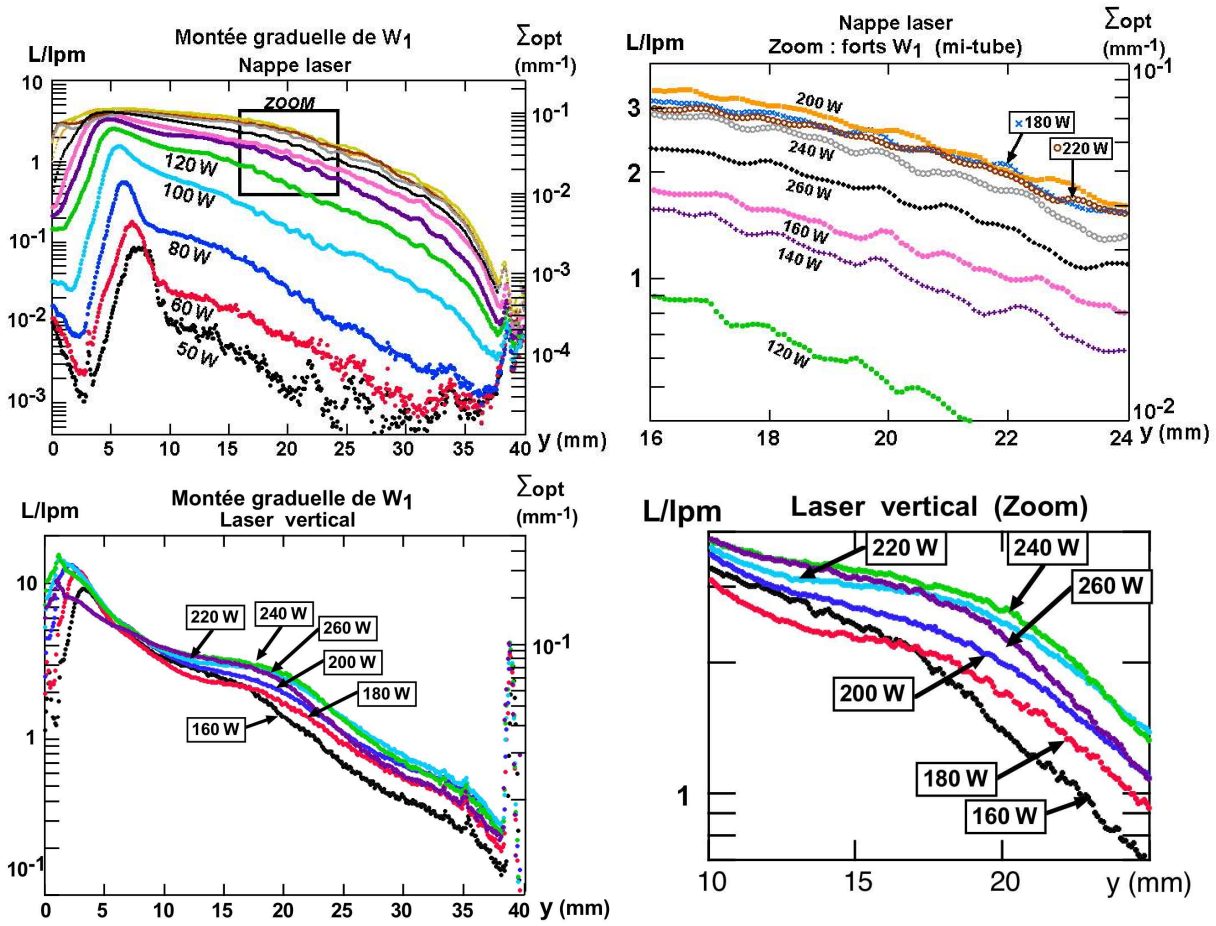 Montée graduelle de W1
Nappe laser
L/lpm
Σopt
(mm-1)
ZOOM
10
1
10-1
10-2
10-3
10-1
10-2
10-3
10-4
120 W
100 W
80 W
60 W
50 W
0 5 10 15 20 25 30 35 40
y (mm)
Nappe laser
Zoom : forts W1 (mi-tube)
L/lpm
Σopt
(mm-1)
10-1
3
2
1
10-2
200 W
180 W
220 W
240 W
260 W
160 W
140 W
120 W
16 18 20 22 24
y (mm)
Montée graduelle de W1
Laser vertical
L/lpm
Σopt
(mm-1)
10
1
10-1
10-1
220 W
240 W
260 W
200 W
180 W
160 W
0 5 10 15 20 25 30 35 40
y (mm)
Laser vertical (Zoom)
L/lpm
1
220 W
240 W
260 W
200 W
180 W
160 W
10 15 20
y (mm)